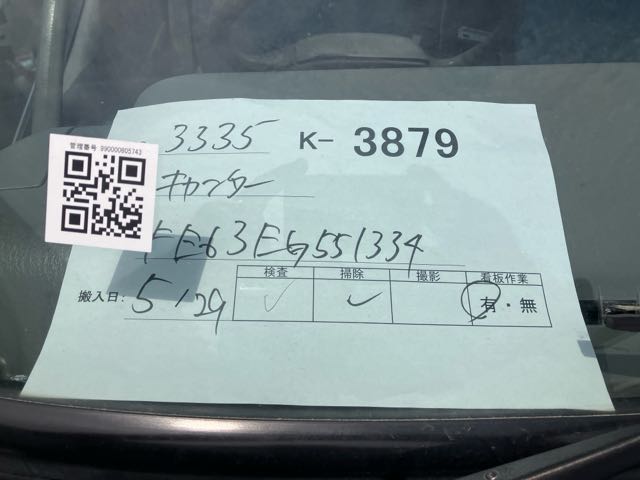 管理番号 990000605743
3335 K-3879
キャンター
FE63EG551334
検査 掃除 撮影 看板作業
搬入日: 5/29 ✓ ✓ 有・無